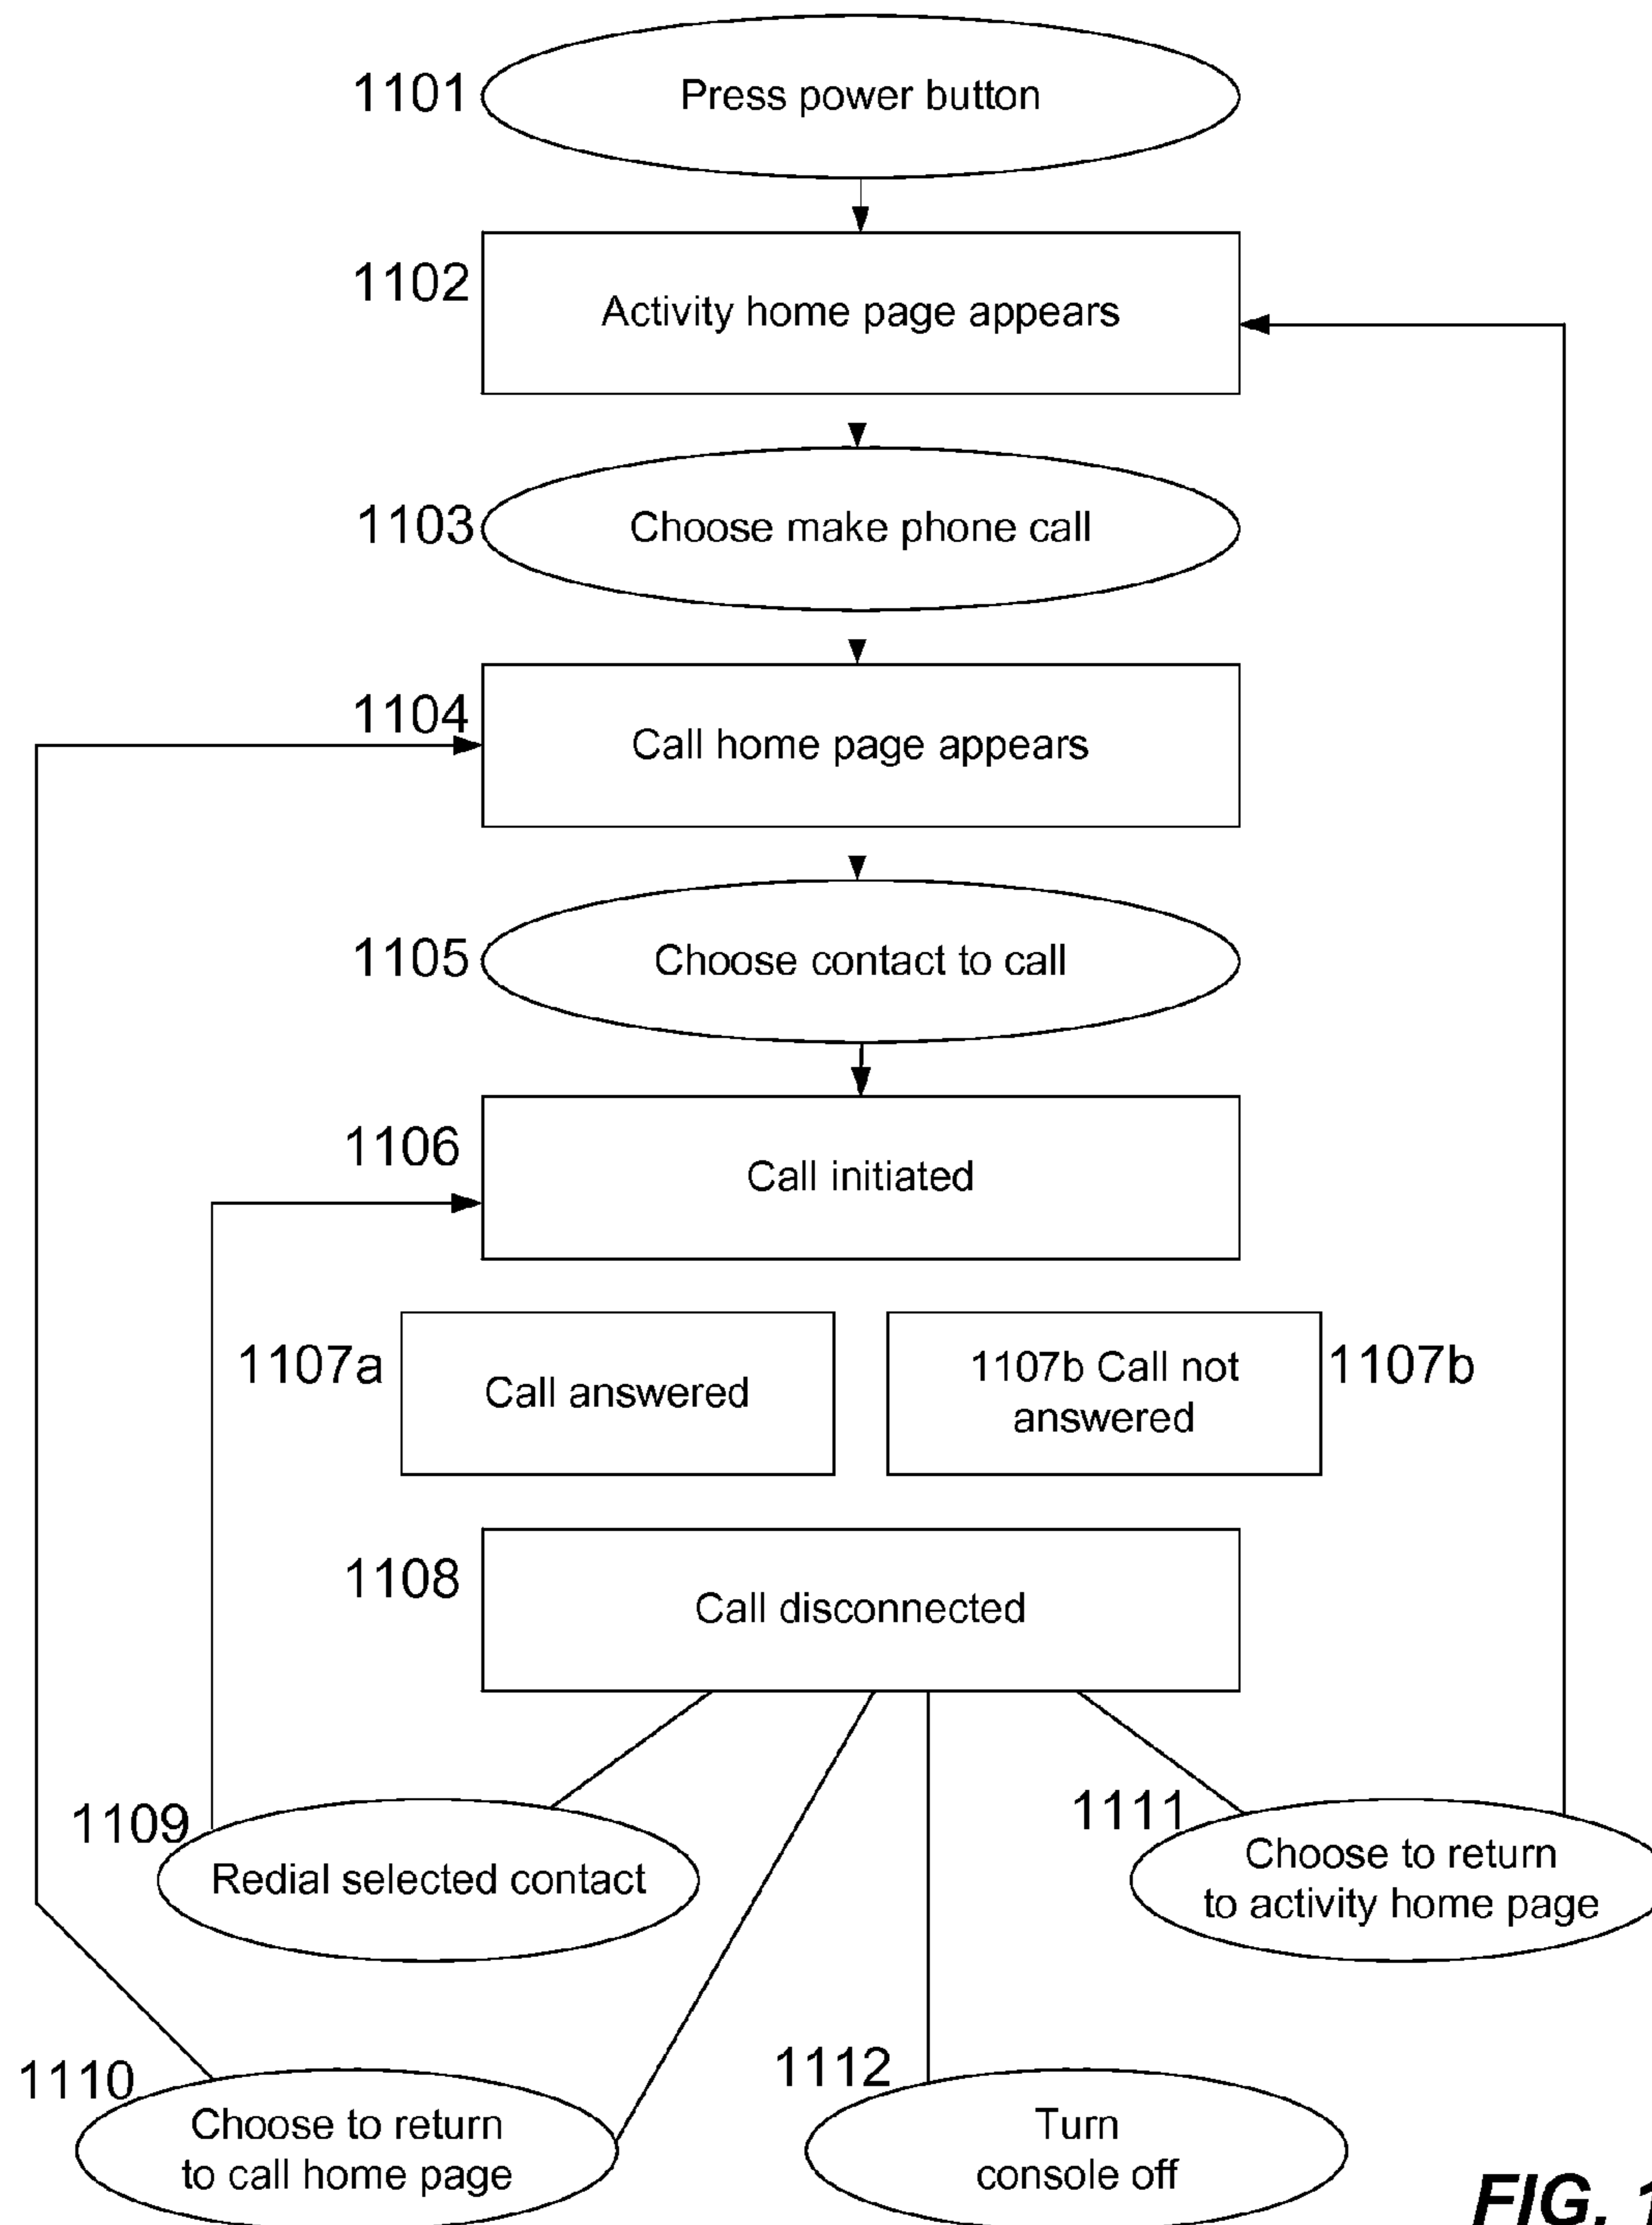 1101
Press power button
1102
Activity home page appears
1103
Choose make phone call
1104
Call home page appears
1105
Choose contact to call
1106
Call initiated
1107a
Call answered
1107b Call not
answered
1107b
1108
Call disconnected
1109
Redial selected contact
1111
Choose to return
to activity home page
1110
Choose to return
to call home page
1112
Turn
console off
FIG. 1